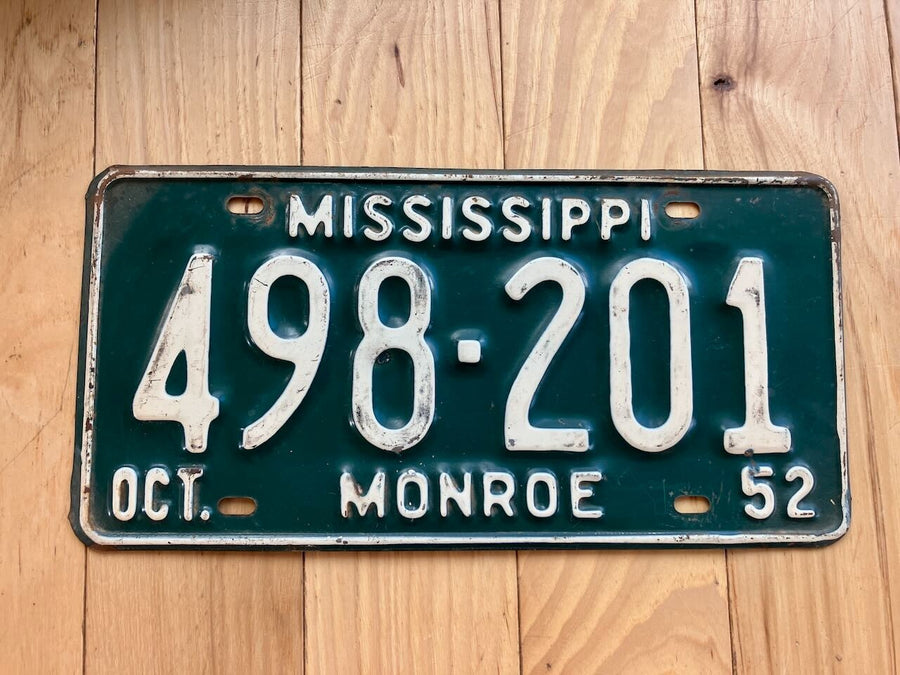 MISSISSIPPI
498-201
OCT. MONROE 52